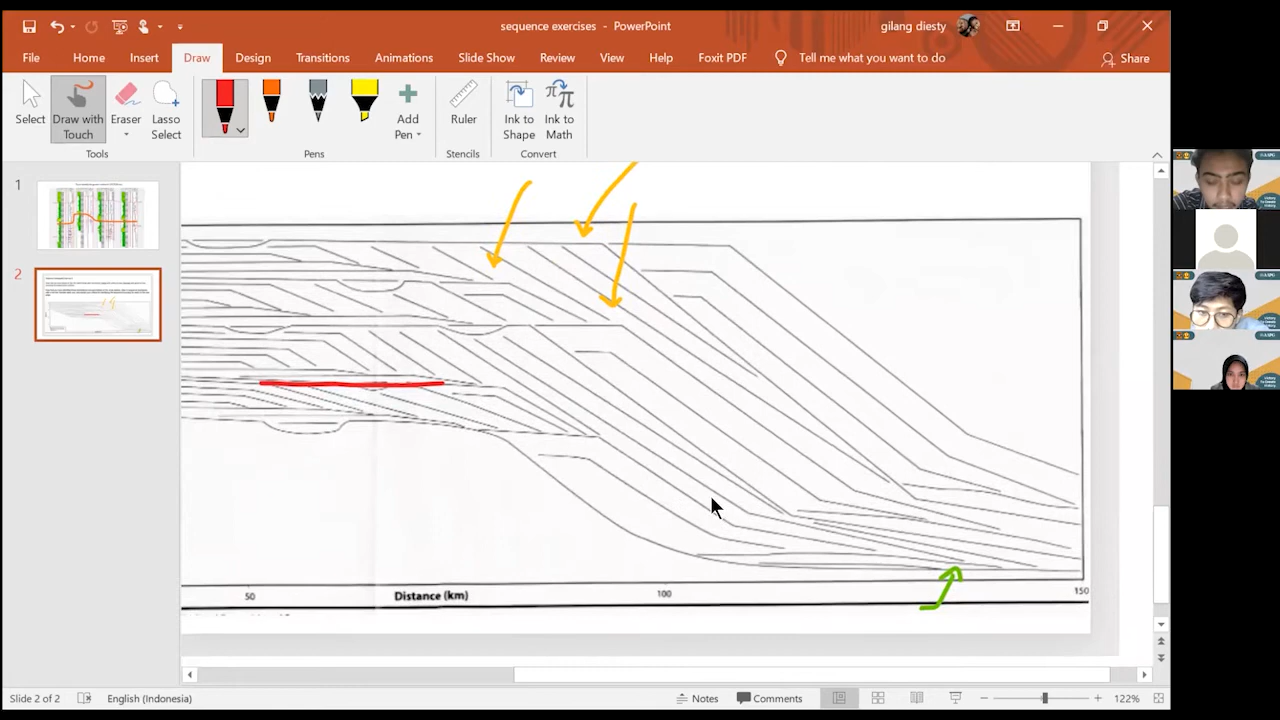 sequence exercises - PowerPoint
gilang diesty
File Home Insert Draw Design Transitions Animations Slide Show Review View Help Foxit PDF Tell me what you want to do Share
Select
Draw with Touch
Eraser
Lasso Select
Add Pen
Ruler
Ink to Shape
Ink to Math
Tools Pens Stencils Convert
1
2
50 100 150
Distance (km)
Slide 2 of 2 English (Indonesia) Notes Comments 122%